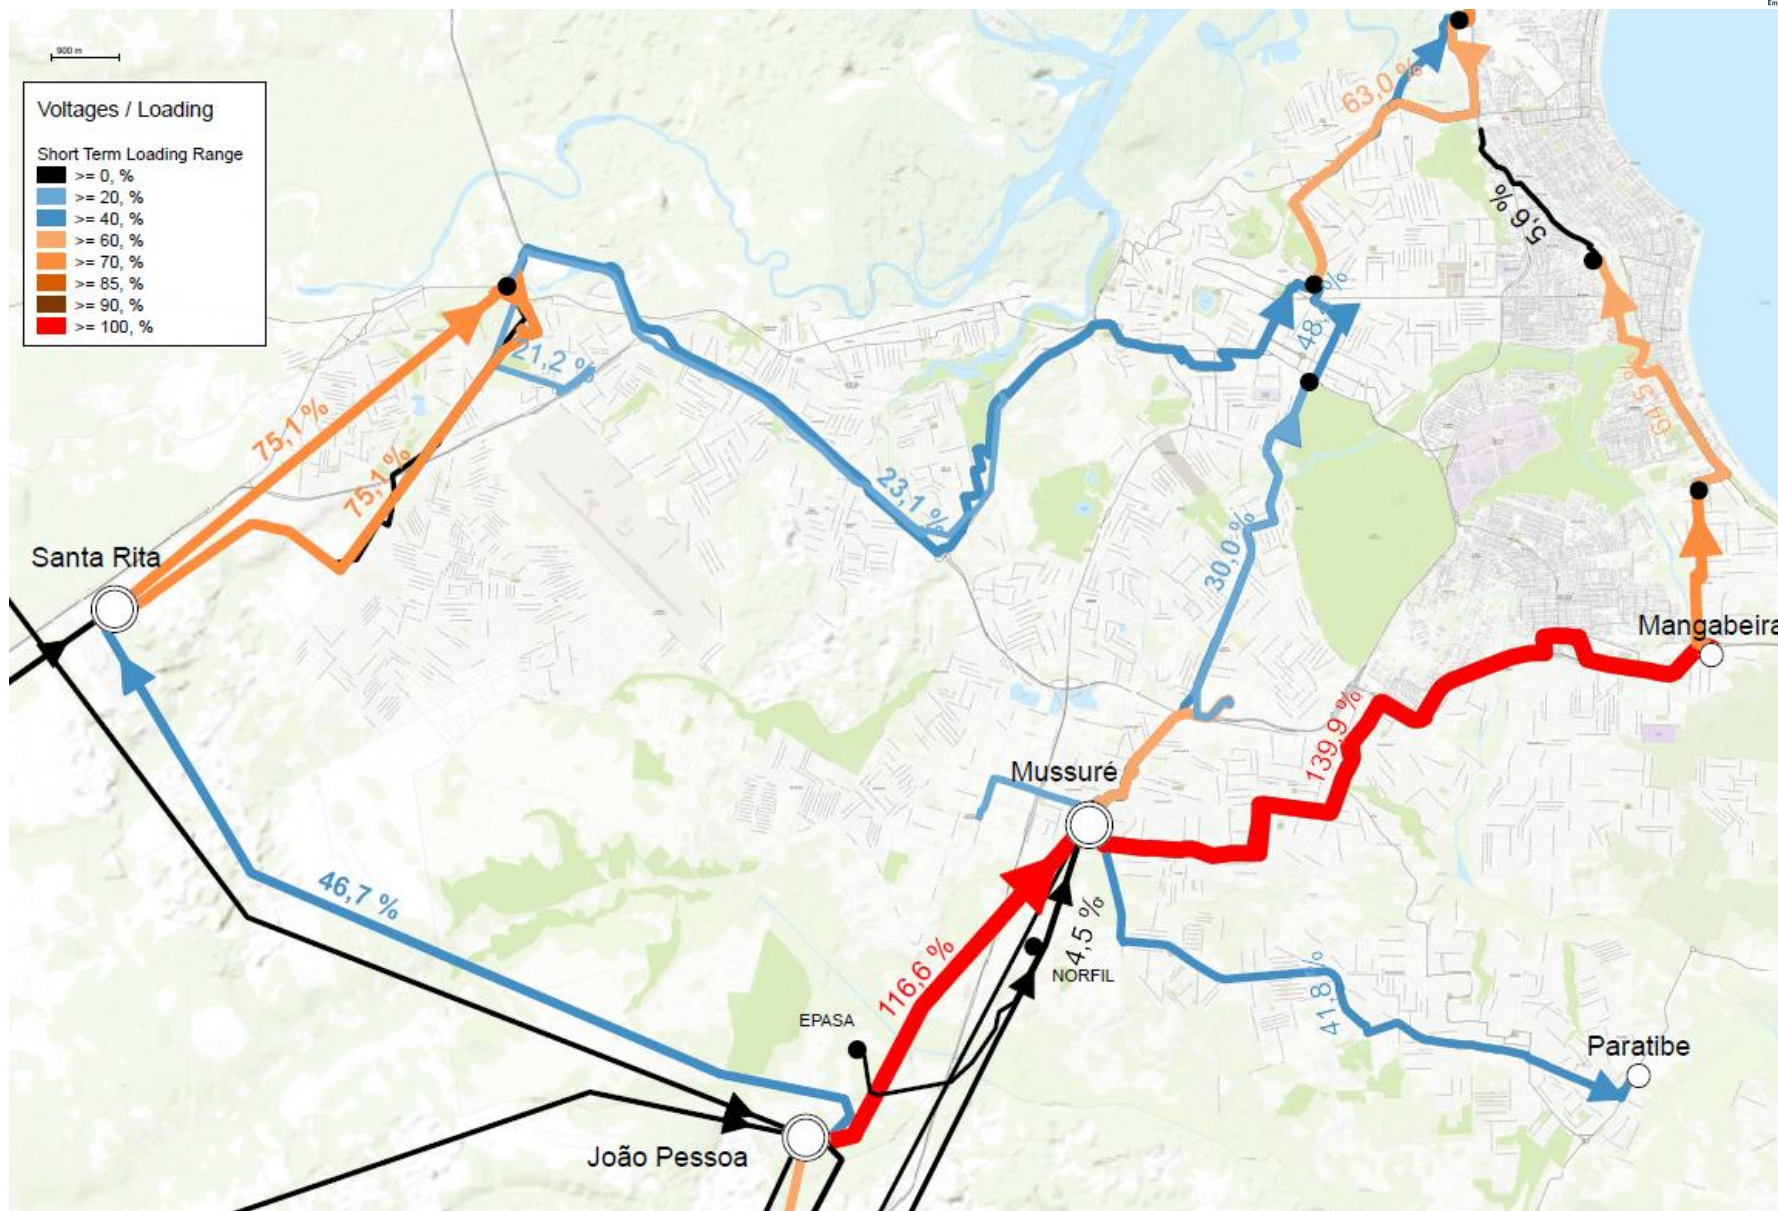 Em
900 m
Voltages / Loading
Short Term Loading Range
>= 0, %
>= 20, %
>= 40, %
>= 60, %
>= 70, %
>= 85, %
>= 90, %
>= 100, %
63,0 %
5,6 %
21,2 %
75,1 %
75,1 %
23,1 %
64,5 %
30,0 %
Santa Rita
Mangabeira
139,9 %
Mussuré
46,7 %
116,6 %
4,5 %
NORFIL
EPASA
41,8 %
Paratibe
João Pessoa